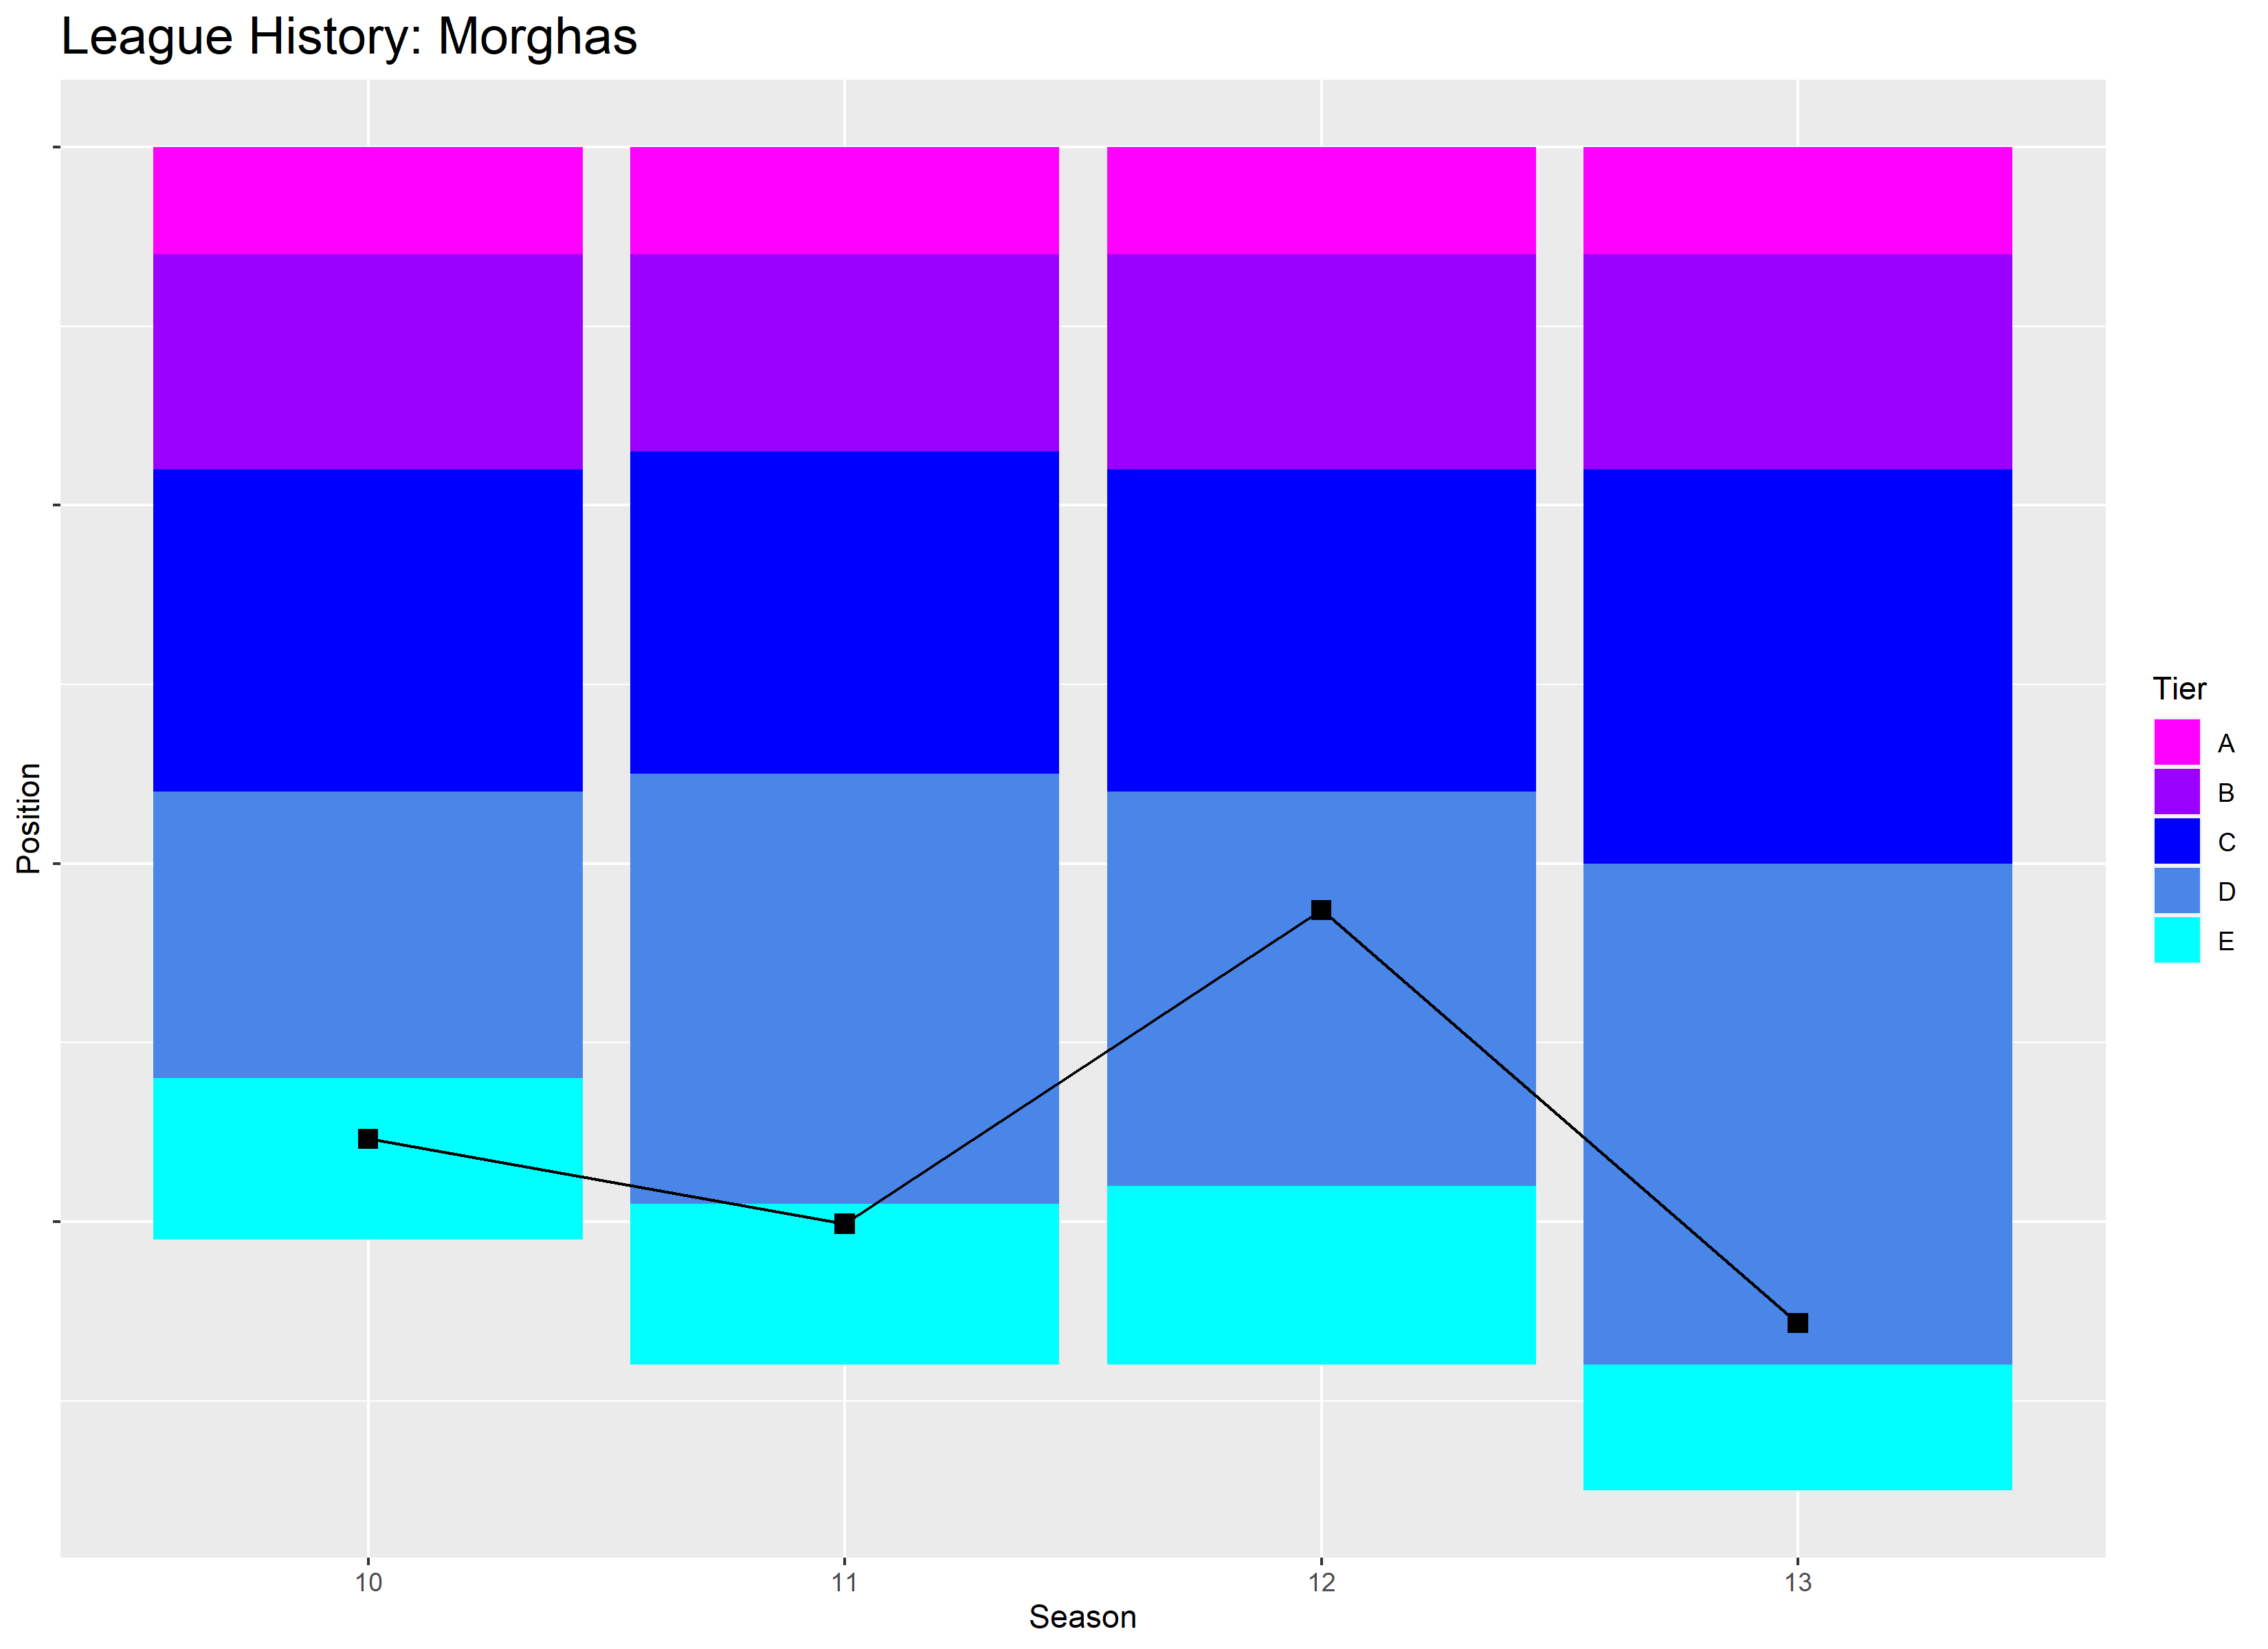 League History: Morghas
Position
Tier
A
B
C
D
E
10
11
12
13
Season